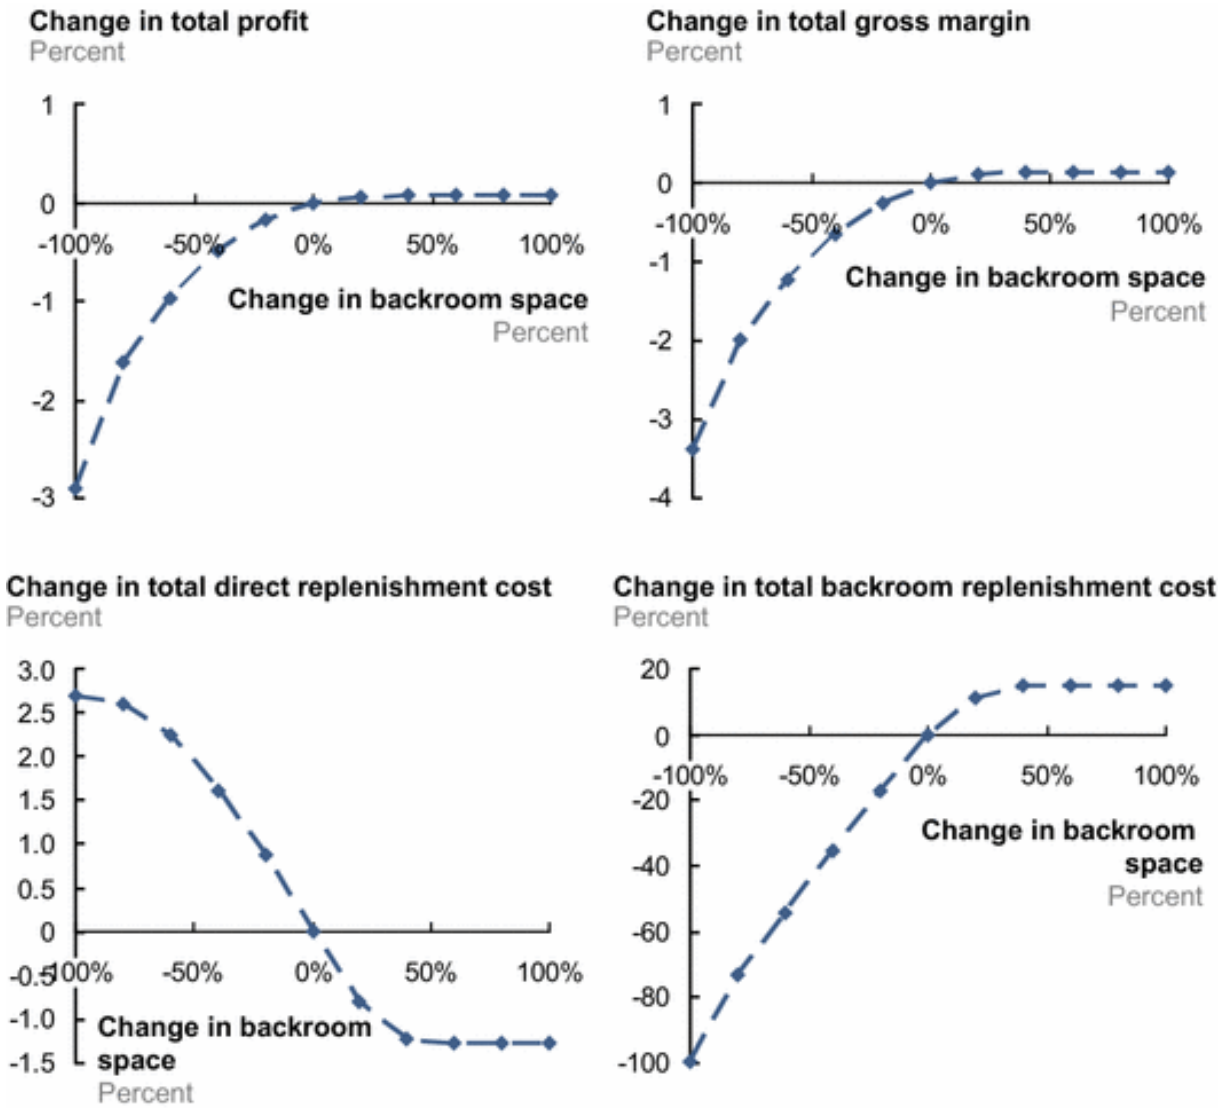 Change in total profit
Percent
1
0
-100% -50% 0% 50% 100%
-1
Change in backroom space
Percent
-2
-3
Change in total gross margin
Percent
1
0
-100% -50% 0% 50% 100%
-1
Change in backroom space
Percent
-2
-3
-4
Change in total direct replenishment cost
Percent
3.0
2.5
2.0
1.5
1.0
0.5
0
-0.5
-100% -50% 0% 50% 100%
-1.0
Change in backroom
space
-1.5
Percent
Change in total backroom replenishment cost
Percent
20
0
-100% -50% 0% 50% 100%
-20
Change in backroom
space
-40
Percent
-60
-80
-100